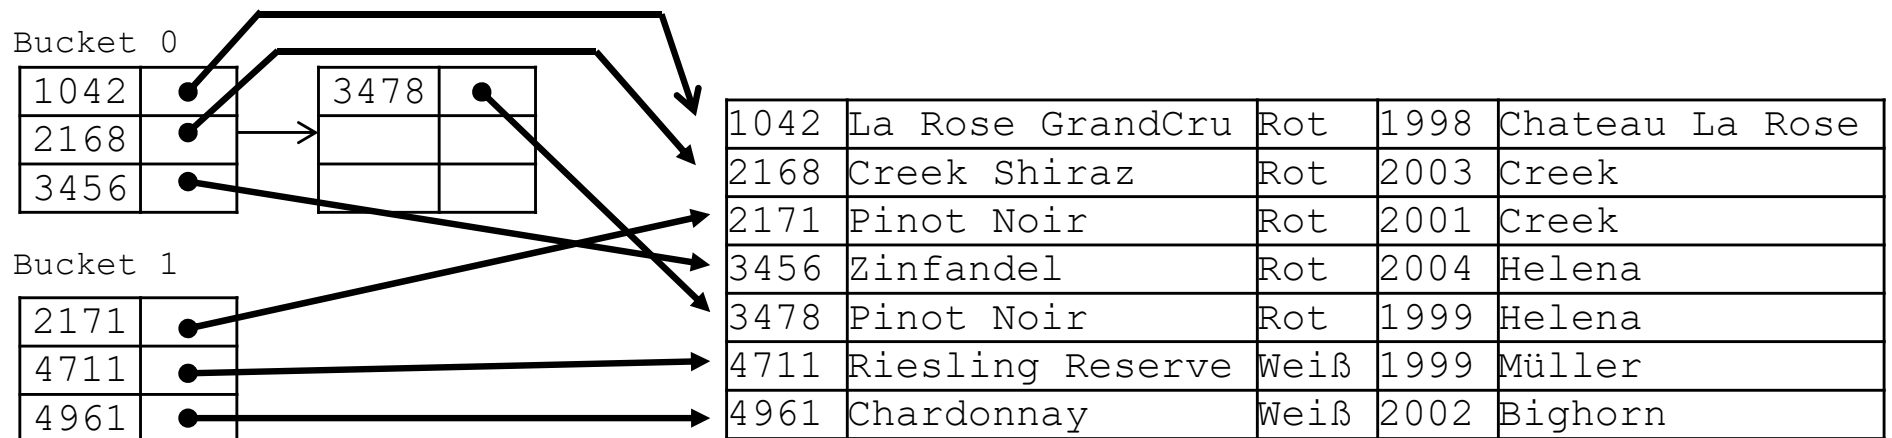 Bucket 0
1042
3478
2168
3456
Bucket 1
2171
4711
4961
1042 La Rose GrandCru Rot 1998 Chateau La Rose
2168 Creek Shiraz Rot 2003 Creek
2171 Pinot Noir Rot 2001 Creek
3456 Zinfandel Rot 2004 Helena
3478 Pinot Noir Rot 1999 Helena
4711 Riesling Reserve Weiß 1999 Müller
4961 Chardonnay Weiß 2002 Bighorn